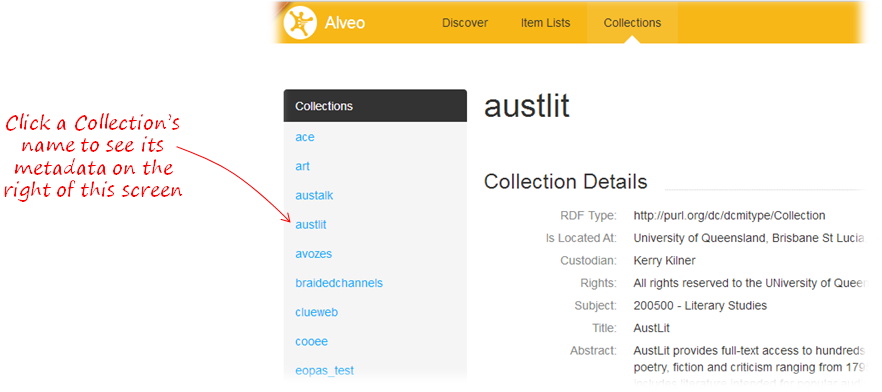 Alveo
Discover
Item Lists
Collections
Click a Collection's
name to see its
metadata on the
right of this screen
Collections
ace
art
austalk
austlit
avozes
braidedchannels
clueweb
cooee
eopas_test
austlit
Collection Details
RDF Type: http://purl.org/dc/dcmitype/Collection
Is Located At: University of Queensland, Brisbane St Lucia
Custodian: Kerry Kilner
Rights: All rights reserved to the UNiversity of Quee
Subject: 200500 - Literary Studies
Title: AustLit
Abstract: AustLit provides full-text access to hundreds
poetry, fiction and criticism ranging from 179